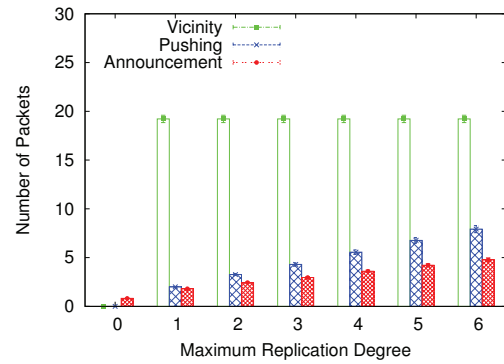 30
25
20
15
10
5
0
Number of Packets
Vicinity
Pushing
Announcement
0 1 2 3 4 5 6
Maximum Replication Degree